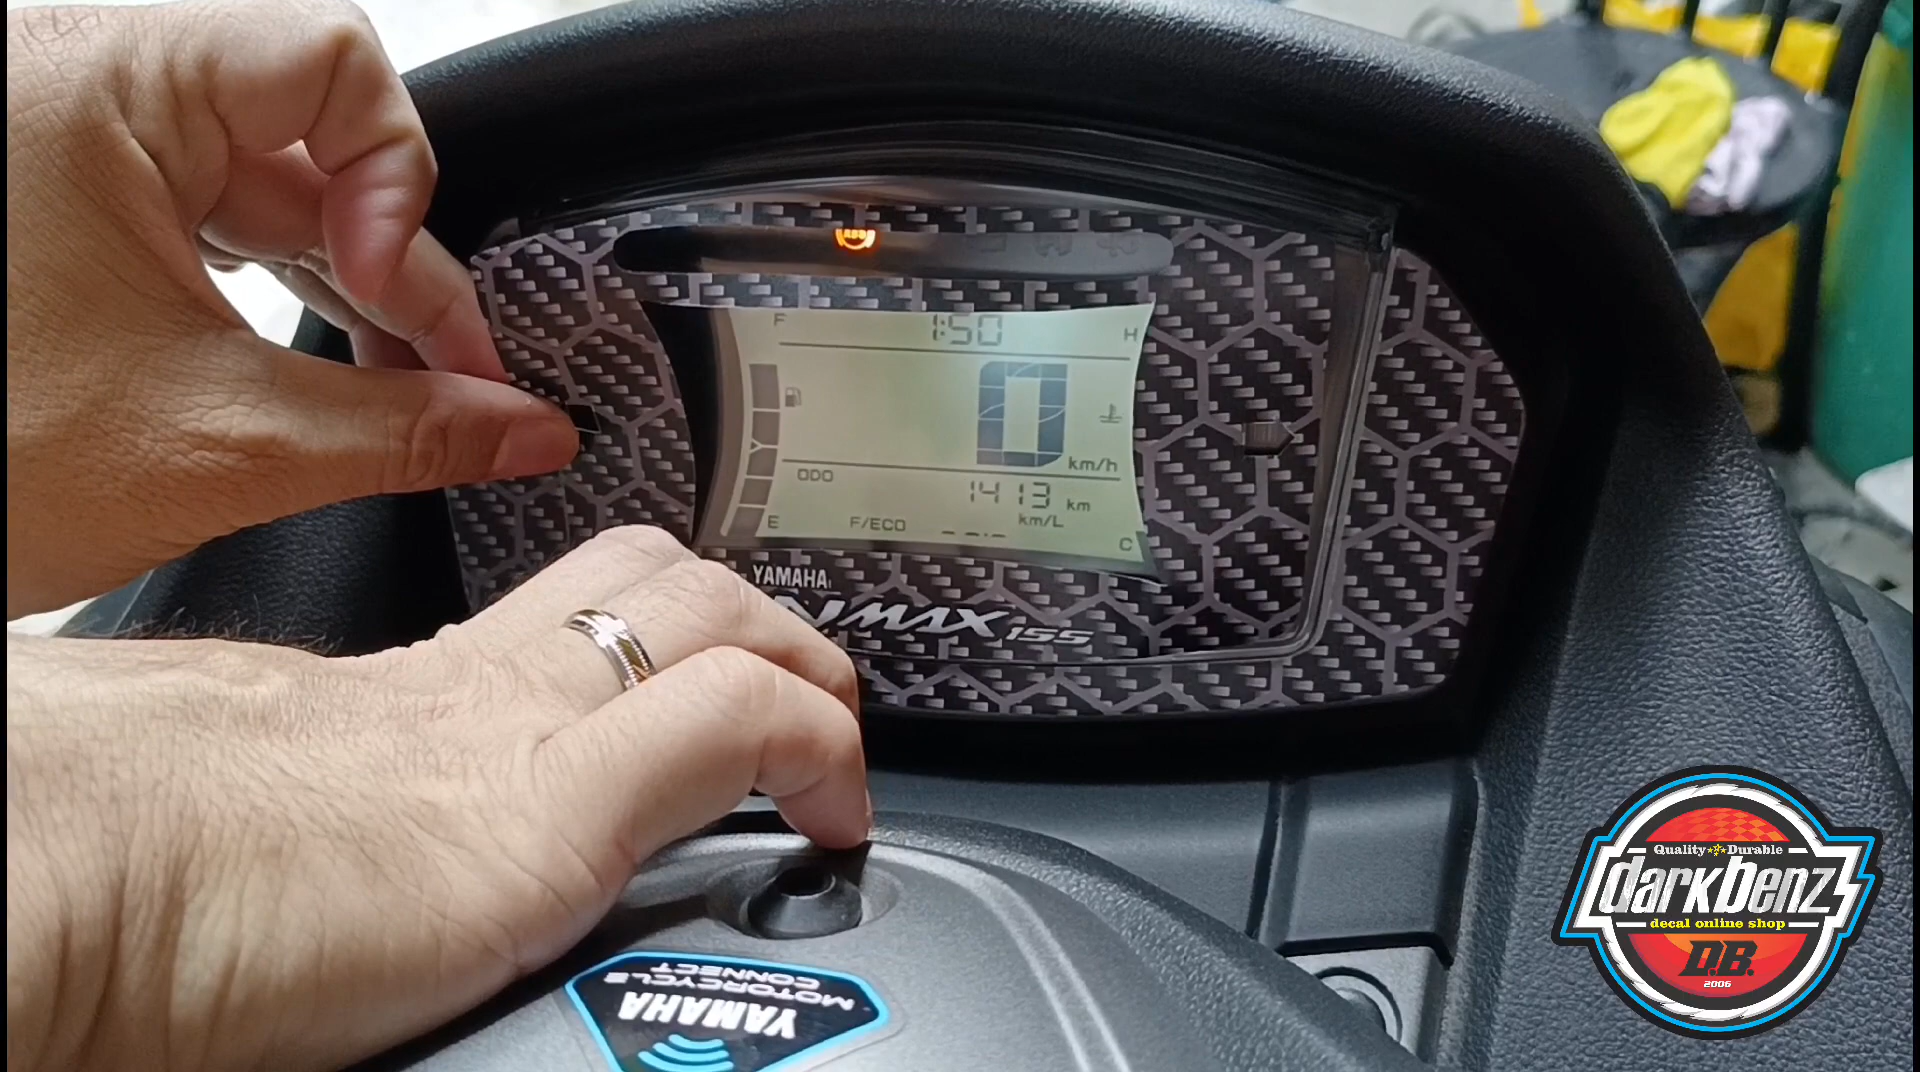 ABS
F
1:50
H
0
km/h
ODO
1413 km
E
F/ECO
km/L
C
YAMAHA
NMAX 155
YAMAHA
MOTORCYCLE
CONNECT
Quality Durable
darkbenz
decal online shop
D.B.
2006